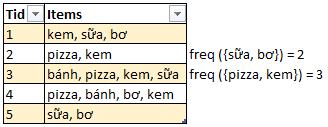 Tid Items
1 kem, sữa, bơ
2 pizza, kem freq ({sữa, bơ}) = 2
3 bánh, pizza, kem, sữa freq ({pizza, kem}) = 3
4 pizza, bánh, bơ, kem
5 sữa, bơ